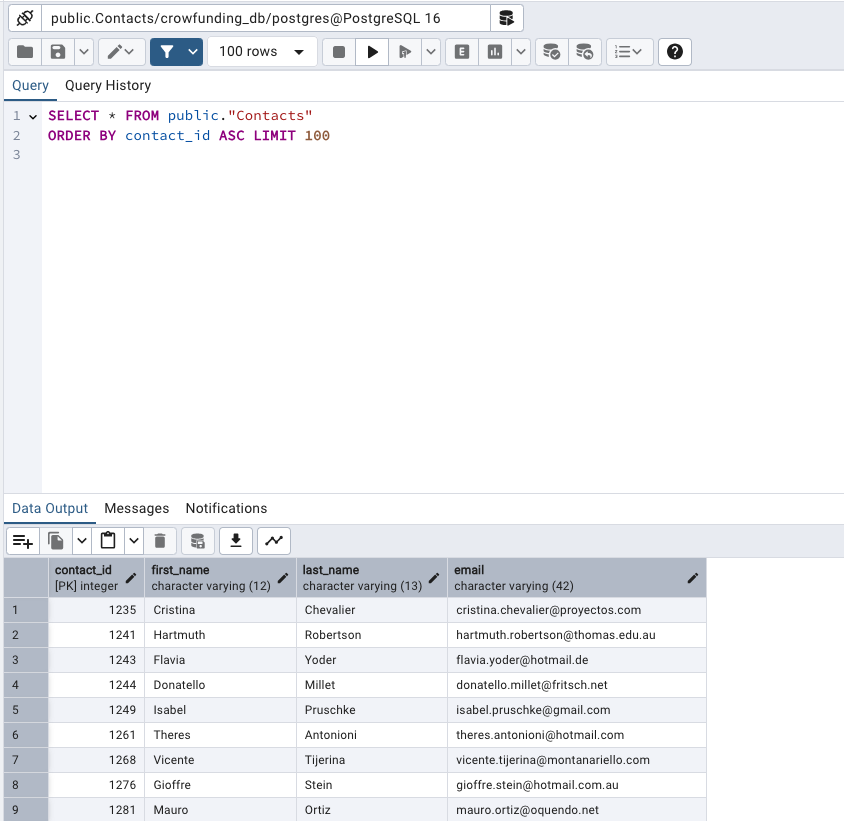 public.Contacts/crowfunding_db/postgres@PostgreSQL 16
100 rows
E
?
Query Query History
1 SELECT * FROM public."Contacts"
2 ORDER BY contact_id ASC LIMIT 100
3
Data Output Messages Notifications
contact_id first_name last_name email
[PK] integer character varying (12) character varying (13) character varying (42)
1 1235 Cristina Chevalier cristina.chevalier@proyectos.com
2 1241 Hartmuth Robertson hartmuth.robertson@thomas.edu.au
3 1243 Flavia Yoder flavia.yoder@hotmail.de
4 1244 Donatello Millet donatello.millet@fritsch.net
5 1249 Isabel Pruschke isabel.pruschke@gmail.com
6 1261 Theres Antonioni theres.antonioni@hotmail.com
7 1268 Vicente Tijerina vicente.tijerina@montanariello.com
8 1276 Gioffre Stein gioffre.stein@hotmail.com.au
9 1281 Mauro Ortiz mauro.ortiz@oquendo.net